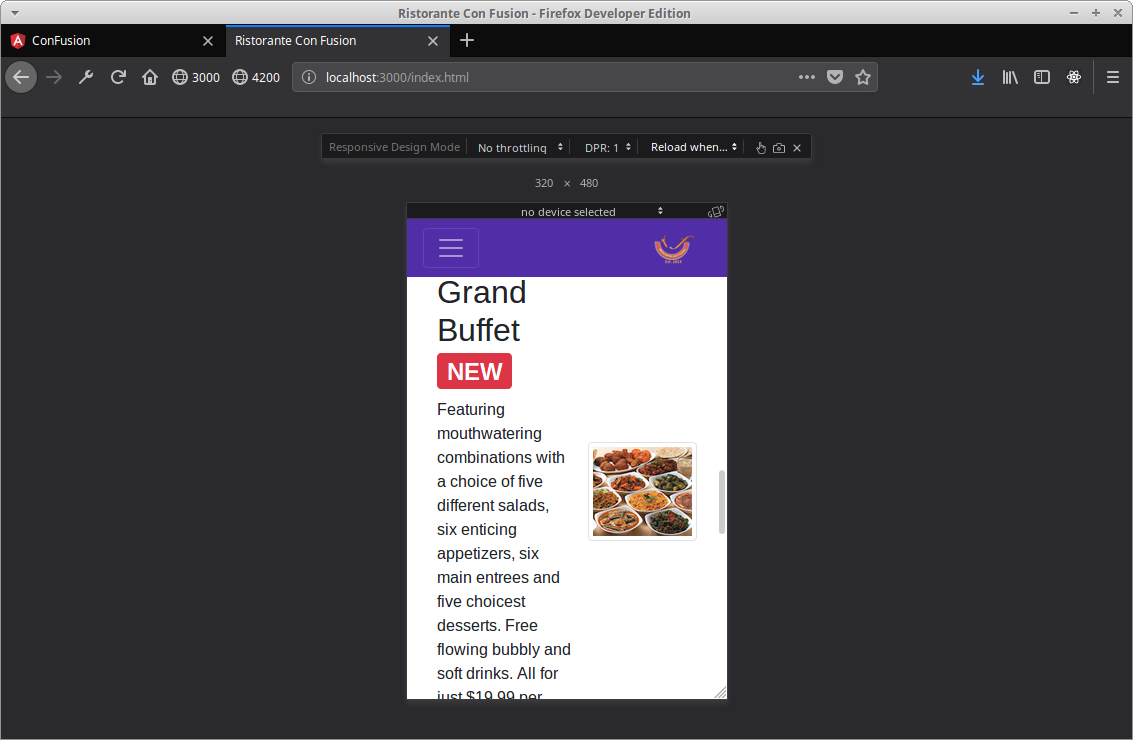 Ristorante Con Fusion - Firefox Developer Edition
ConFusion
Ristorante Con Fusion
3000
4200
localhost:3000/index.html
Responsive Design Mode
No throttling
DPR: 1
Reload when...
320 × 480
no device selected
Grand
Buffet
NEW
Featuring
mouthwatering
combinations with
a choice of five
different salads,
six enticing
appetizers, six
main entrees and
five choicest
desserts. Free
flowing bubbly and
soft drinks. All for
just $19.99 per